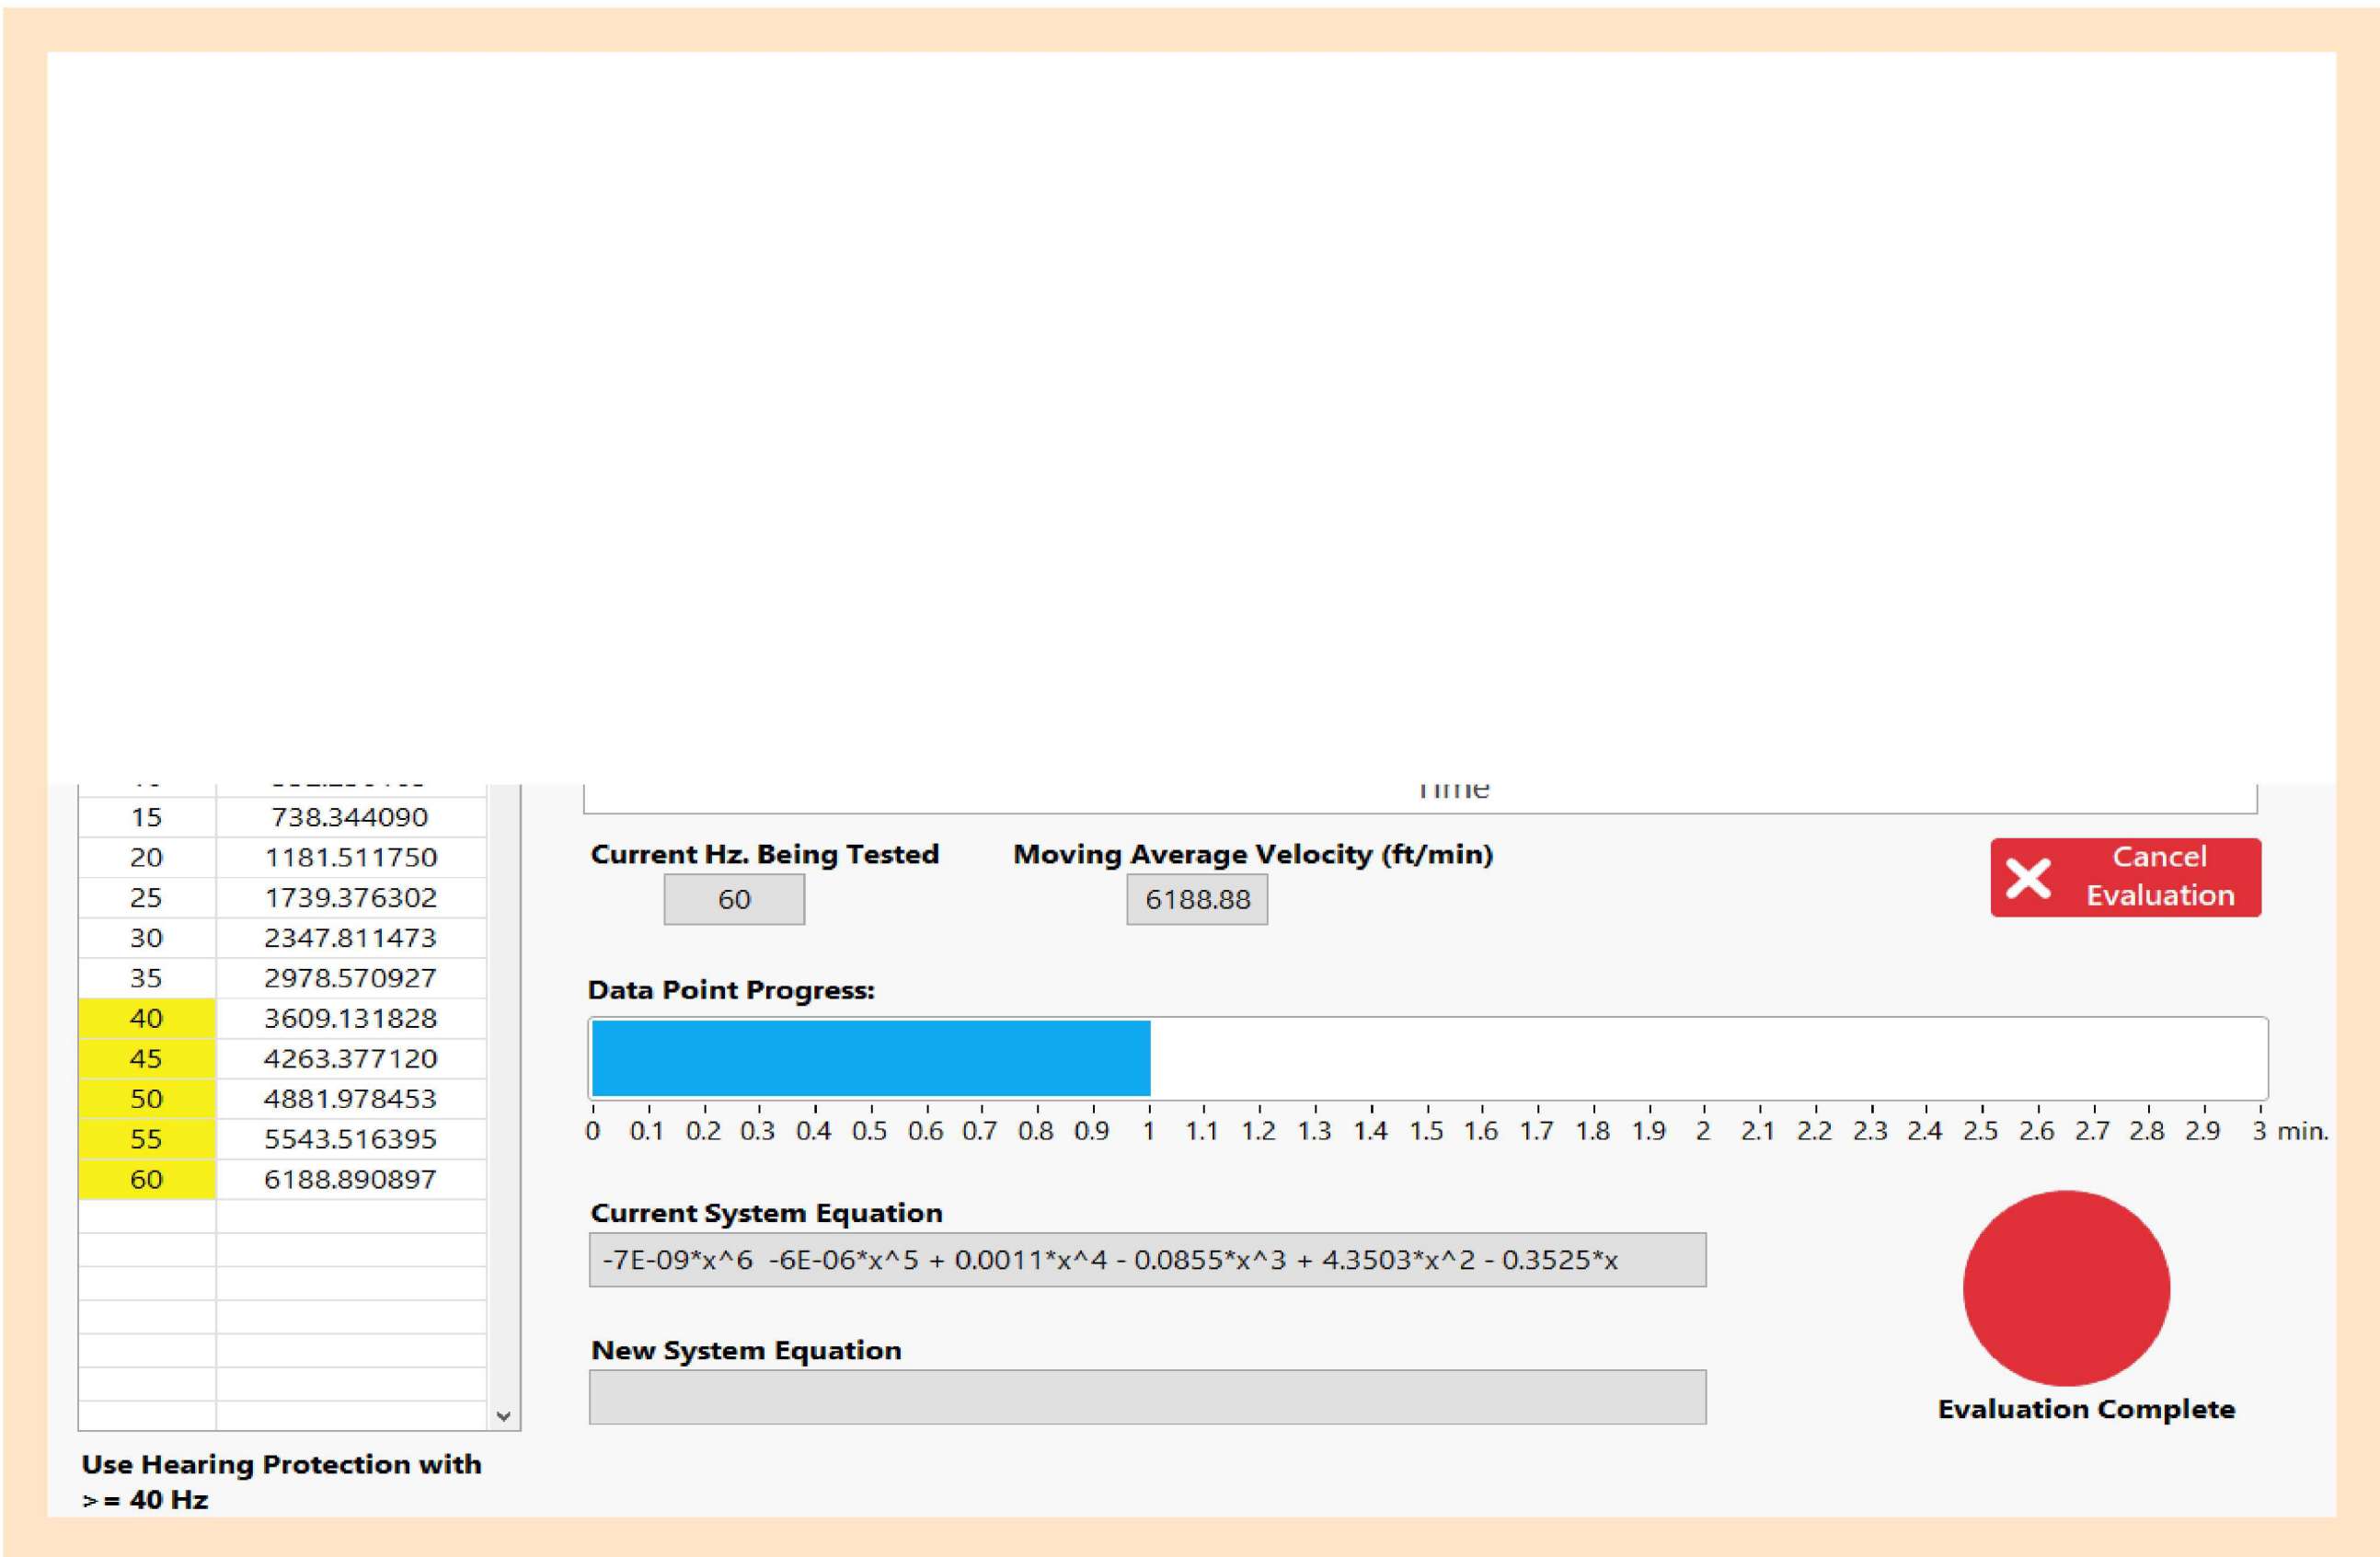 Time
15 738.344090
20 1181.511750
25 1739.376302
30 2347.811473
35 2978.570927
40 3609.131828
45 4263.377120
50 4881.978453
55 5543.516395
60 6188.890897
Use Hearing Protection with
>= 40 Hz
Current Hz. Being Tested
60
Moving Average Velocity (ft/min)
6188.88
Cancel
Evaluation
Data Point Progress:
0 0.1 0.2 0.3 0.4 0.5 0.6 0.7 0.8 0.9 1 1.1 1.2 1.3 1.4 1.5 1.6 1.7 1.8 1.9 2 2.1 2.2 2.3 2.4 2.5 2.6 2.7 2.8 2.9 3 min.
Current System Equation
-7E-09*x^6 -6E-06*x^5 + 0.0011*x^4 - 0.0855*x^3 + 4.3503*x^2 - 0.3525*x
New System Equation
Evaluation Complete